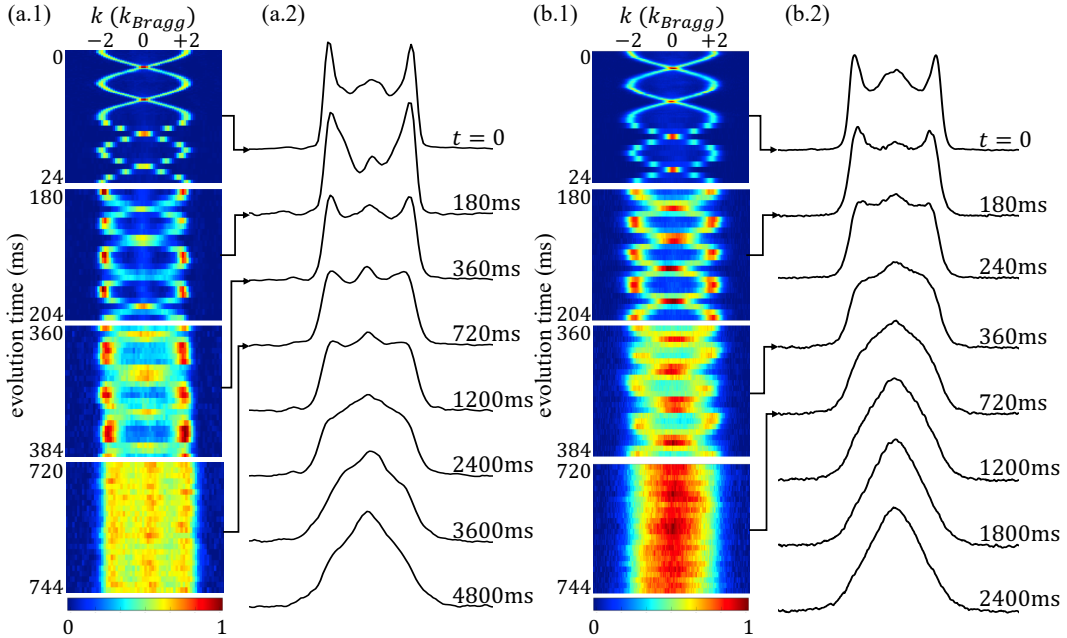 (a.1)
k (k_Bragg)
−2 0 +2
(a.2)
0
24
180
204
360
384
720
744
evolution time (ms)
0 1
t = 0
180ms
360ms
720ms
1200ms
2400ms
3600ms
4800ms
(b.1)
k (k_Bragg)
−2 0 +2
(b.2)
0
24
180
204
360
384
720
744
evolution time (ms)
0 1
t = 0
180ms
240ms
360ms
720ms
1200ms
1800ms
2400ms